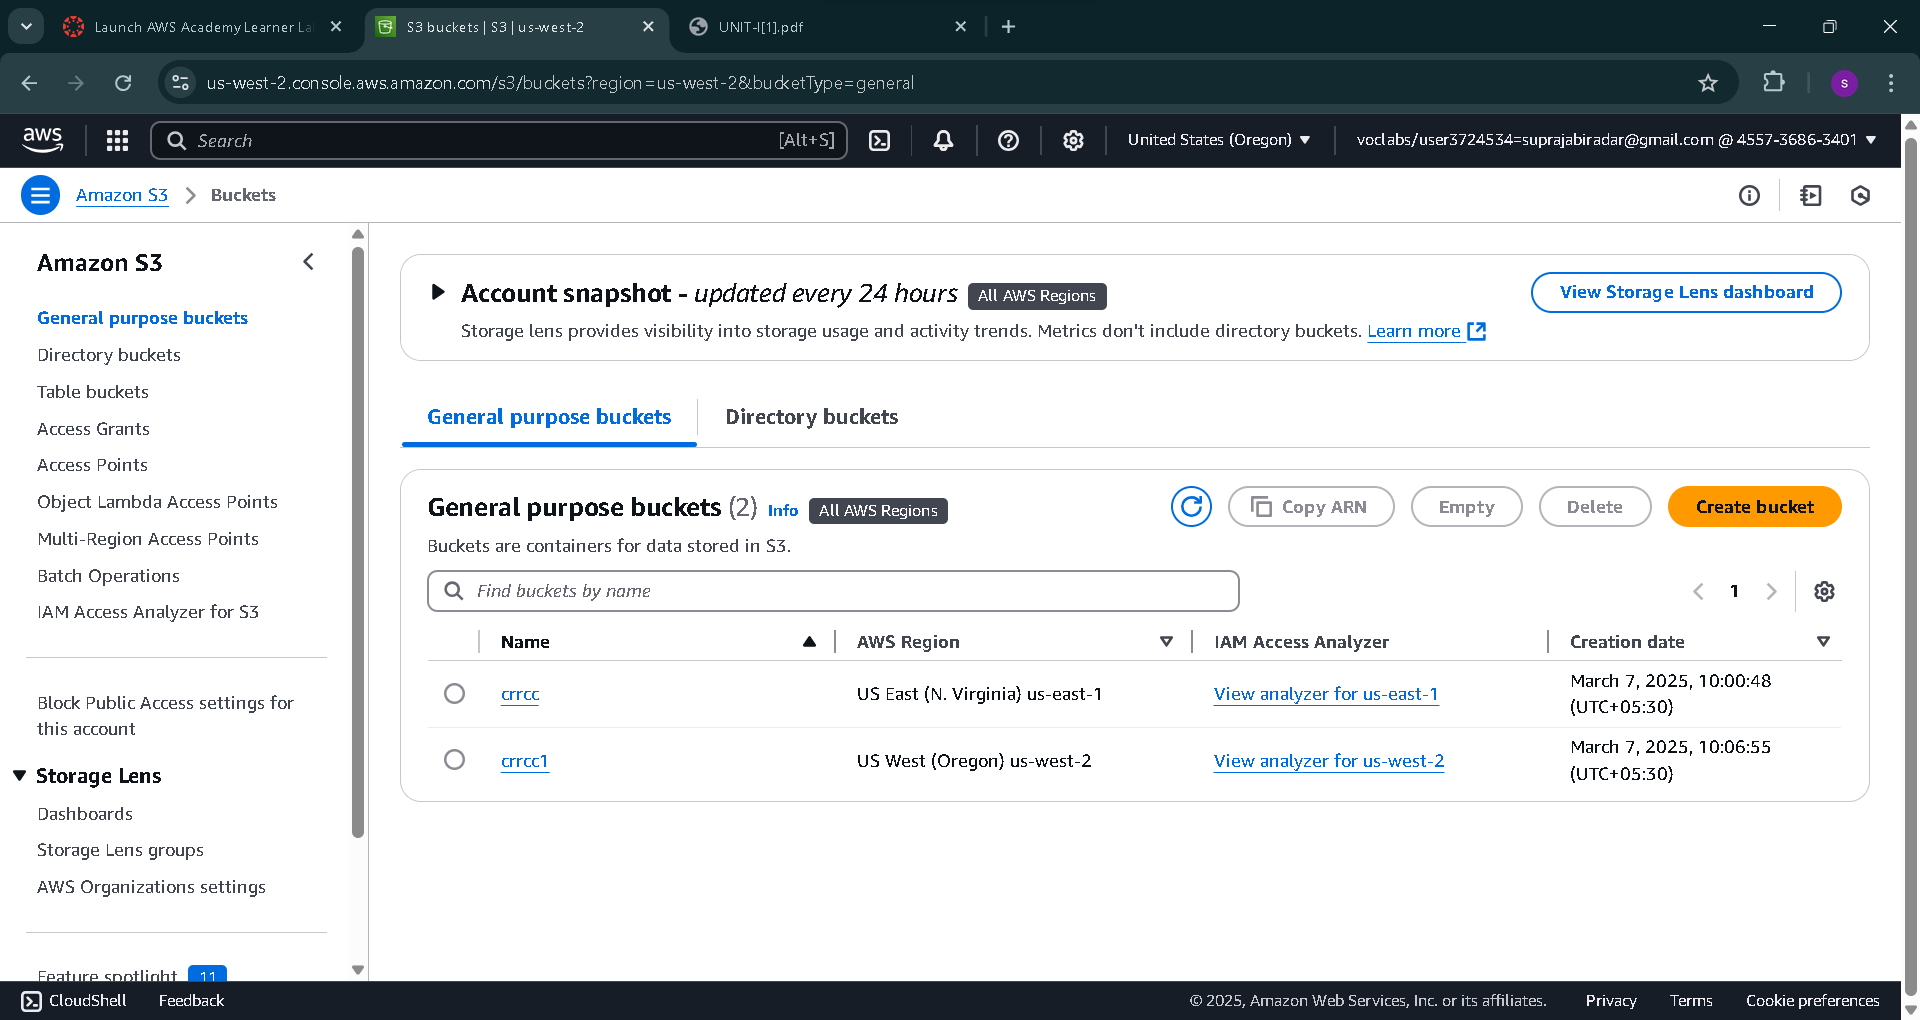 Launch AWS Academy Learner La
S3 buckets | S3 | us-west-2
UNIT-I[1].pdf
us-west-2.console.aws.amazon.com/s3/buckets?region=us-west-2&bucketType=general
s
aws
Search
[Alt+S]
United States (Oregon)
voclabs/user3724534=suprajabiradar@gmail.com @ 4557-3686-3401
Amazon S3
Buckets
Amazon S3
General purpose buckets
Directory buckets
Table buckets
Access Grants
Access Points
Object Lambda Access Points
Multi-Region Access Points
Batch Operations
IAM Access Analyzer for S3
Block Public Access settings for
this account
Storage Lens
Dashboards
Storage Lens groups
AWS Organizations settings
Feature spotlight 11
Account snapshot - updated every 24 hours All AWS Regions
View Storage Lens dashboard
Storage lens provides visibility into storage usage and activity trends. Metrics don't include directory buckets. Learn more
General purpose buckets
Directory buckets
General purpose buckets (2) Info All AWS Regions
Copy ARN
Empty
Delete
Create bucket
Buckets are containers for data stored in S3.
Find buckets by name
1
Name
AWS Region
IAM Access Analyzer
Creation date
crrcc
US East (N. Virginia) us-east-1
View analyzer for us-east-1
March 7, 2025, 10:00:48
(UTC+05:30)
crrcc1
US West (Oregon) us-west-2
View analyzer for us-west-2
March 7, 2025, 10:06:55
(UTC+05:30)
CloudShell
Feedback
© 2025, Amazon Web Services, Inc. or its affiliates.
Privacy
Terms
Cookie preferences